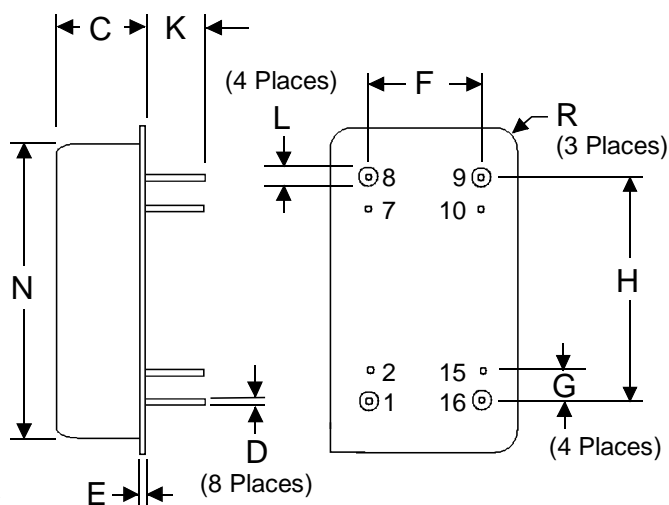 C K
(4 Places)
F
L
R
(3 Places)
8 9
7 10
N
H
2 15
G
1 16
D
(4 Places)
E
(8 Places)